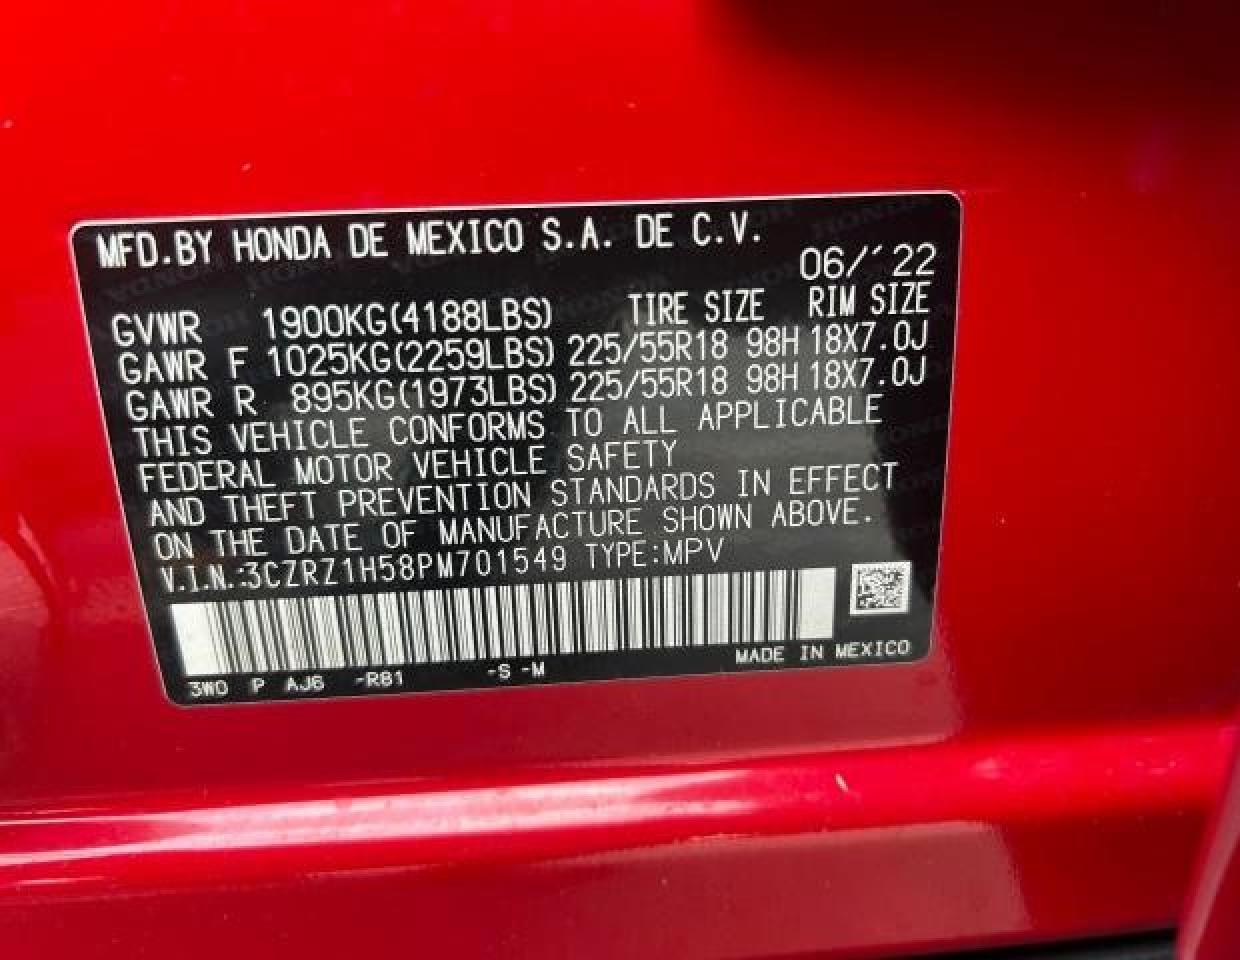 MFD.BY HONDA DE MEXICO S.A. DE C.V.
06/´22
GVWR 1900KG(4188LBS) TIRE SIZE RIM SIZE
GAWR F 1025KG(2259LBS) 225/55R18 98H 18X7.0J
GAWR R 895KG(1973LBS) 225/55R18 98H 18X7.0J
THIS VEHICLE CONFORMS TO ALL APPLICABLE
FEDERAL MOTOR VEHICLE SAFETY
AND THEFT PREVENTION STANDARDS IN EFFECT
ON THE DATE OF MANUFACTURE SHOWN ABOVE.
V.I.N.:3CZRZ1H58PM701549 TYPE:MPV
MADE IN MEXICO
3WO P AJ6 -R81 -S -M